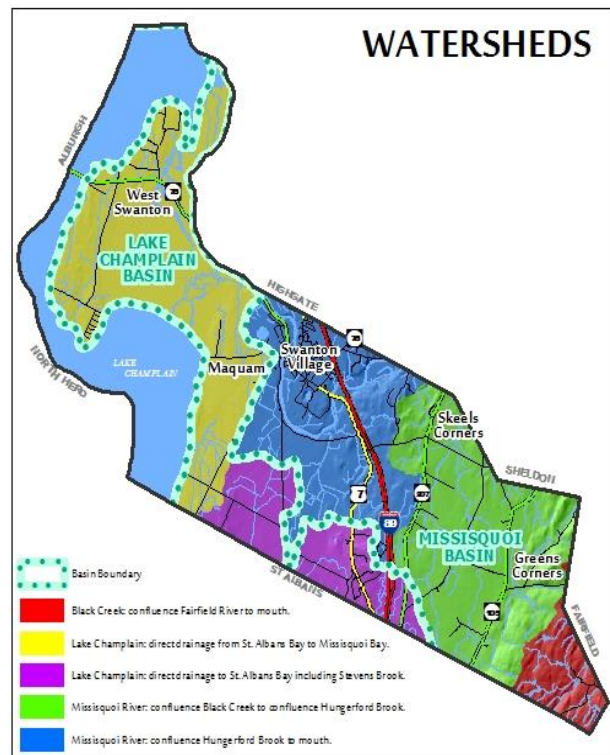 WATERSHEDS
ALBURGH
78
West
Swanton
LAKE
CHAMPLAIN
BASIN
HIGHGATE
78
NORTH HERO
LAKE
CHAMPLAIN
Maquam
Swanton
Village
Skeels
Corners
SHELDON
7
207
89
MISSISQUOI
BASIN
Greens
Corners
ST ALBANS
105
FAIRFIELD
Basin Boundary
Black Creek: confluence Fairfield River to mouth.
Lake Champlain: direct drainage from St. Albans Bay to Missisquoi Bay.
Lake Champlain: direct drainage to St. Albans Bay including Stevens Brook.
Missisquoi River: confluence Black Creek to confluence Hungerford Brook.
Missisquoi River: confluence Hungerford Brook to mouth.